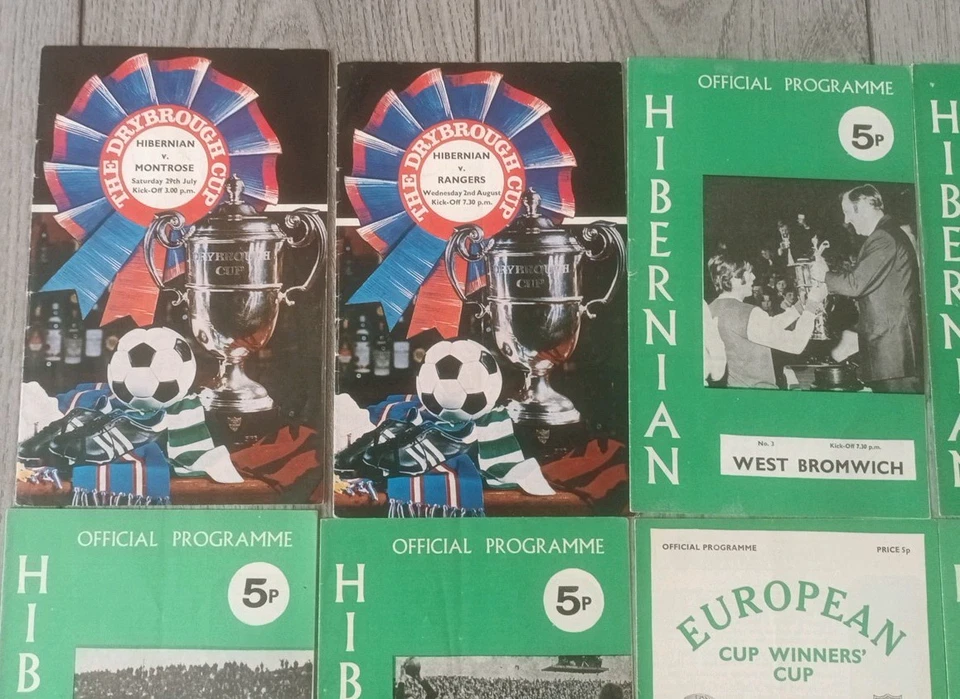 THE DRYBROUGH CUP
HIBERNIAN
v.
MONTROSE
Saturday 29th July
Kick-Off 3.00 p.m.
DRYBROUGH
CUP
THE DRYBROUGH CUP
HIBERNIAN
v.
RANGERS
Wednesday 2nd August
Kick-Off 7.30 p.m.
DRYBROUGH
CUP
OFFICIAL PROGRAMME
5P
HIBERNIAN
No. 3 Kick-Off 7.30 p.m.
WEST BROMWICH
OFFICIAL PROGRAMME
5P
HIB
OFFICIAL PROGRAMME
5P
HIB
OFFICIAL PROGRAMME PRICE 5p
EUROPEAN
CUP WINNERS'
CUP